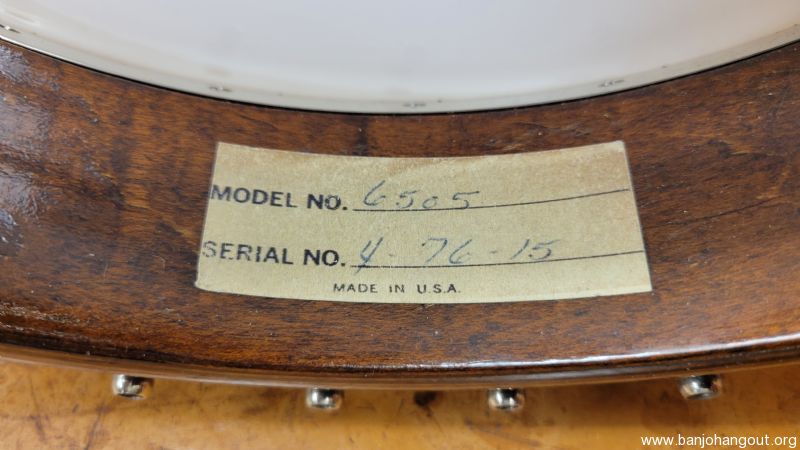 MODEL NO. 6505
SERIAL NO. 4-76-15
MADE IN U.S.A.
www.banjohangout.org